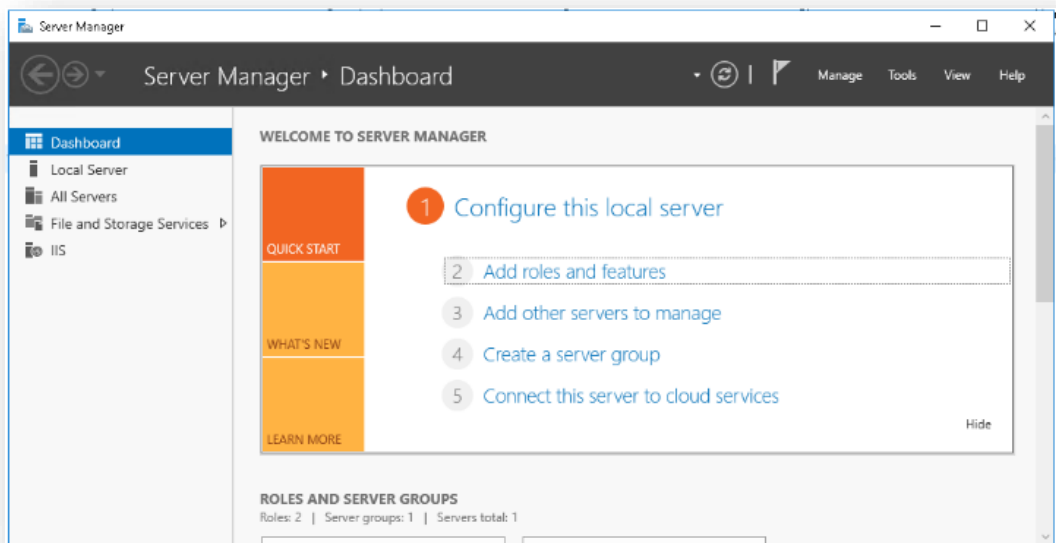 Server Manager
Server Manager ‣ Dashboard
Manage Tools View Help
Dashboard
Local Server
All Servers
File and Storage Services
IIS
WELCOME TO SERVER MANAGER
QUICK START
WHAT'S NEW
LEARN MORE
1 Configure this local server
2 Add roles and features
3 Add other servers to manage
4 Create a server group
5 Connect this server to cloud services
Hide
ROLES AND SERVER GROUPS
Roles: 2 | Server groups: 1 | Servers total: 1